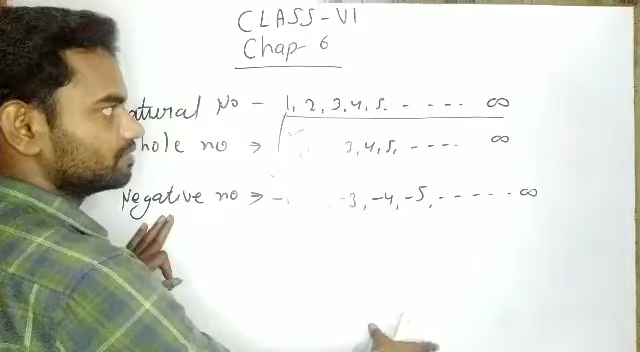 CLASS-VI
Chap 6
atural No - 1, 2, 3, 4, 5, - - - - - ∞
hole no ⇒ 3, 4, 5, - - - - ∞
Negative no ⇒ -, -3, -4, -5, - - - - - ∞